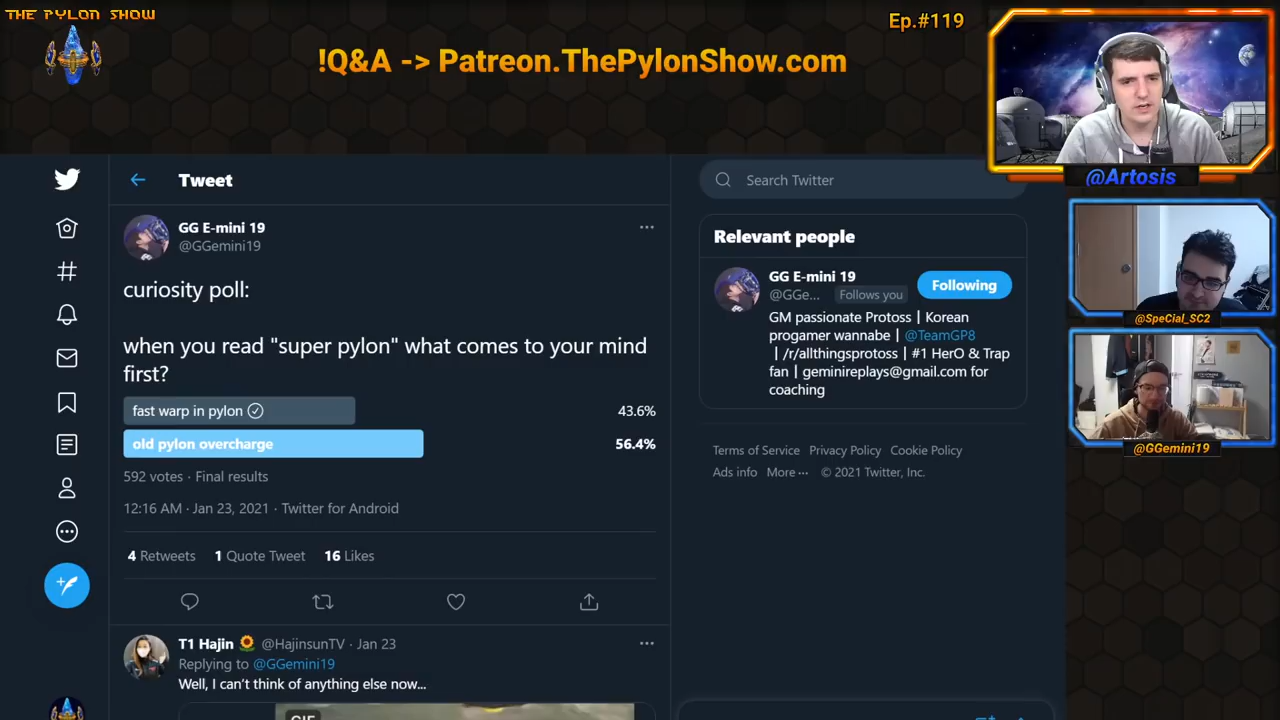 THE PYLON SHOW
!Q&A -> Patreon.ThePylonShow.com
Ep.#119
@Artosis
@SpeCial_SC2
@GGemini19
Tweet
GG E-mini 19
@GGemini19
curiosity poll:
when you read "super pylon" what comes to your mind
first?
fast warp in pylon
43.6%
old pylon overcharge
56.4%
592 votes · Final results
12:16 AM · Jan 23, 2021 · Twitter for Android
4 Retweets 1 Quote Tweet 16 Likes
T1 Hajin 🌻 @HajinsunTV · Jan 23
Replying to @GGemini19
Well, I can't think of anything else now...
GIF
Search Twitter
Relevant people
GG E-mini 19
@GGe... Follows you
Following
GM passionate Protoss | Korean
progamer wannabe | @TeamGP8
| /r/allthingsprotoss | #1 HerO & Trap
fan | geminireplays@gmail.com for
coaching
Terms of Service Privacy Policy Cookie Policy
Ads info More ··· © 2021 Twitter, Inc.